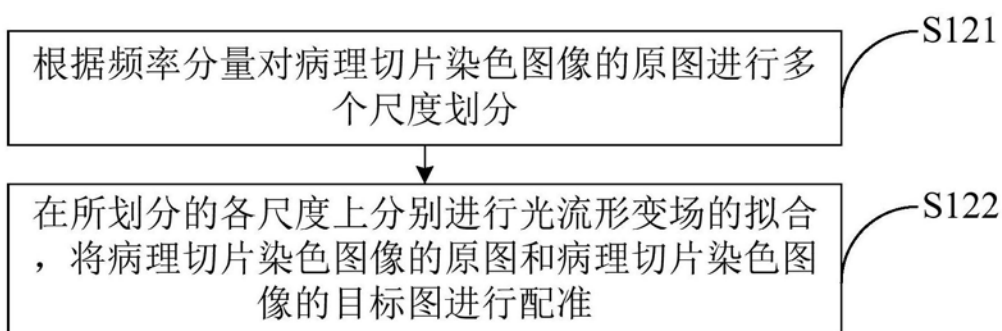 S121
根据频率分量对病理切片染色图像的原图进行多
个尺度划分
S122
在所划分的各尺度上分别进行光流形变场的拟合
，将病理切片染色图像的原图和病理切片染色图
像的目标图进行配准